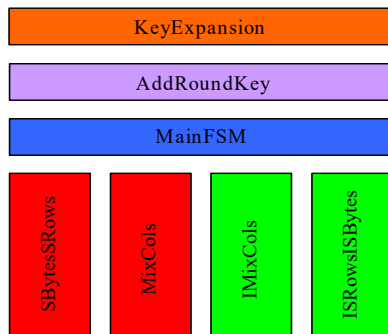 KeyExpansion
AddRoundKey
MainFSM
SBytesSRows
MixCols
IMixCols
ISRowsISBytes